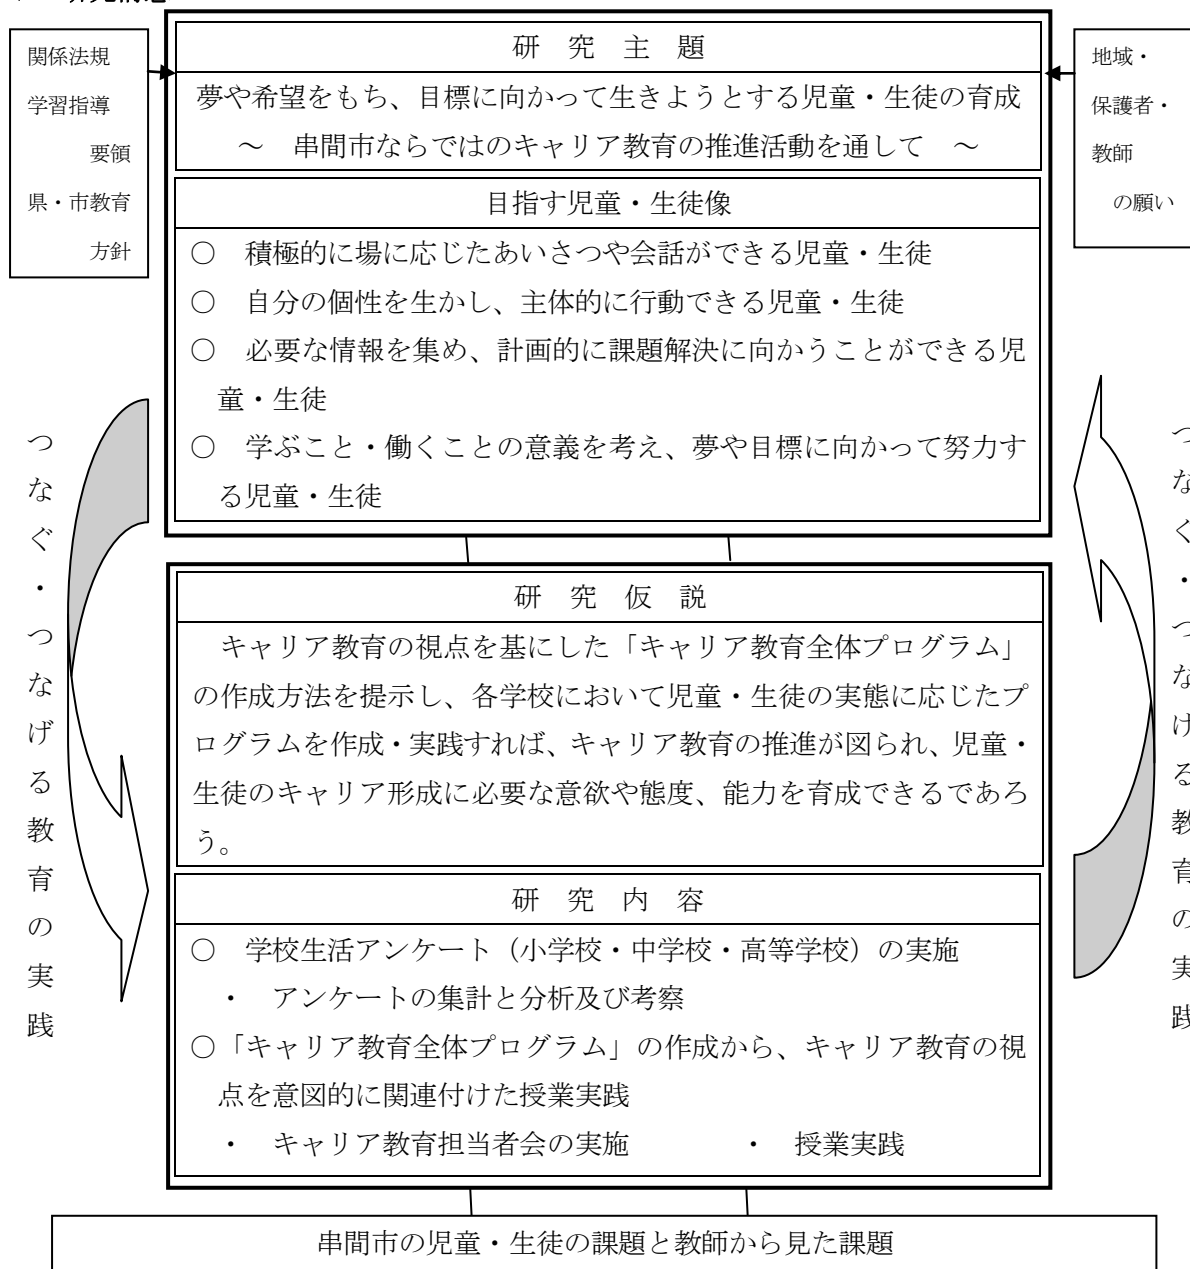 研究主題
関係法規
学習指導
要領
県・市教育
方針
地域・
保護者・
教師
の願い
夢や希望をもち、目標に向かって生きようとする児童・生徒の育成
～　串間市ならではのキャリア教育の推進活動を通して　～
目指す児童・生徒像
○　積極的に場に応じたあいさつや会話ができる児童・生徒
○　自分の個性を生かし、主体的に行動できる児童・生徒
○　必要な情報を集め、計画的に課題解決に向かうことができる児
童・生徒
○　学ぶこと・働くことの意義を考え、夢や目標に向かって努力す
る児童・生徒
つなぐ・つなげる教育の実践
つなぐ・つなげる教育の実践
研究仮説
キャリア教育の視点を基にした「キャリア教育全体プログラム」
の作成方法を提示し、各学校において児童・生徒の実態に応じたプ
ログラムを作成・実践すれば、キャリア教育の推進が図られ、児童・
生徒のキャリア形成に必要な意欲や態度、能力を育成できるであろ
う。
研究内容
○　学校生活アンケート（小学校・中学校・高等学校）の実施
・　アンケートの集計と分析及び考察
○「キャリア教育全体プログラム」の作成から、キャリア教育の視
点を意図的に関連付けた授業実践
・　キャリア教育担当者会の実施　　　・　授業実践
串間市の児童・生徒の課題と教師から見た課題